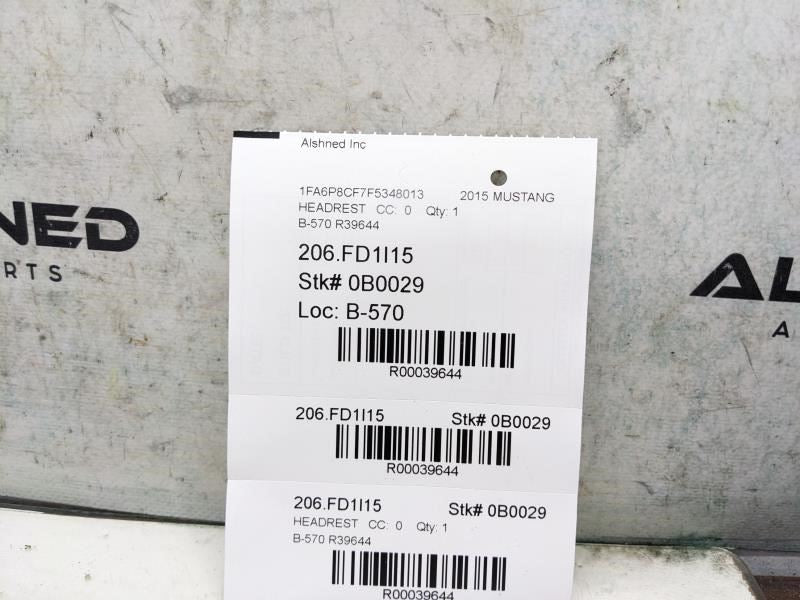 Alshned Inc
1FA6P8CF7F5348013 2015 MUSTANG
HEADREST CC: 0 Qty: 1
B-570 R39644
206.FD1I15
Stk# 0B0029
Loc: B-570
R00039644
206.FD1I15 Stk# 0B0029
R00039644
206.FD1I15 Stk# 0B0029
HEADREST CC: 0 Qty: 1
B-570 R39644
R00039644
NED
RTS
AL
A